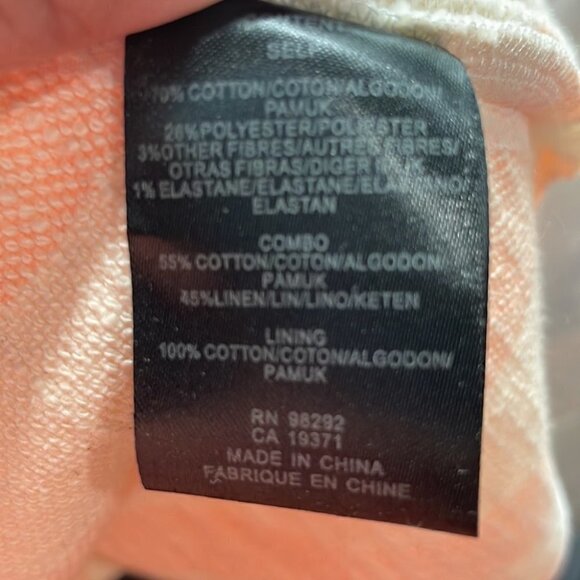 CONTENT
SELF
70% COTTON/COTON/ALGODON/
PAMUK
26%POLYESTER/POLIESTER
3%OTHER FIBRES/AUTRES FIBRES/
OTRAS FIBRAS/DIGER
1% ELASTANE/ELASTANE/
ELASTAN
COMBO
55% COTTON/COTON/ALGODON/
PAMUK
45%LINEN/LIN/LINO/KETEN
LINING
100% COTTON/COTON/ALGODON/
PAMUK
RN 98292
CA 19371
MADE IN CHINA
FABRIQUE EN CHINE